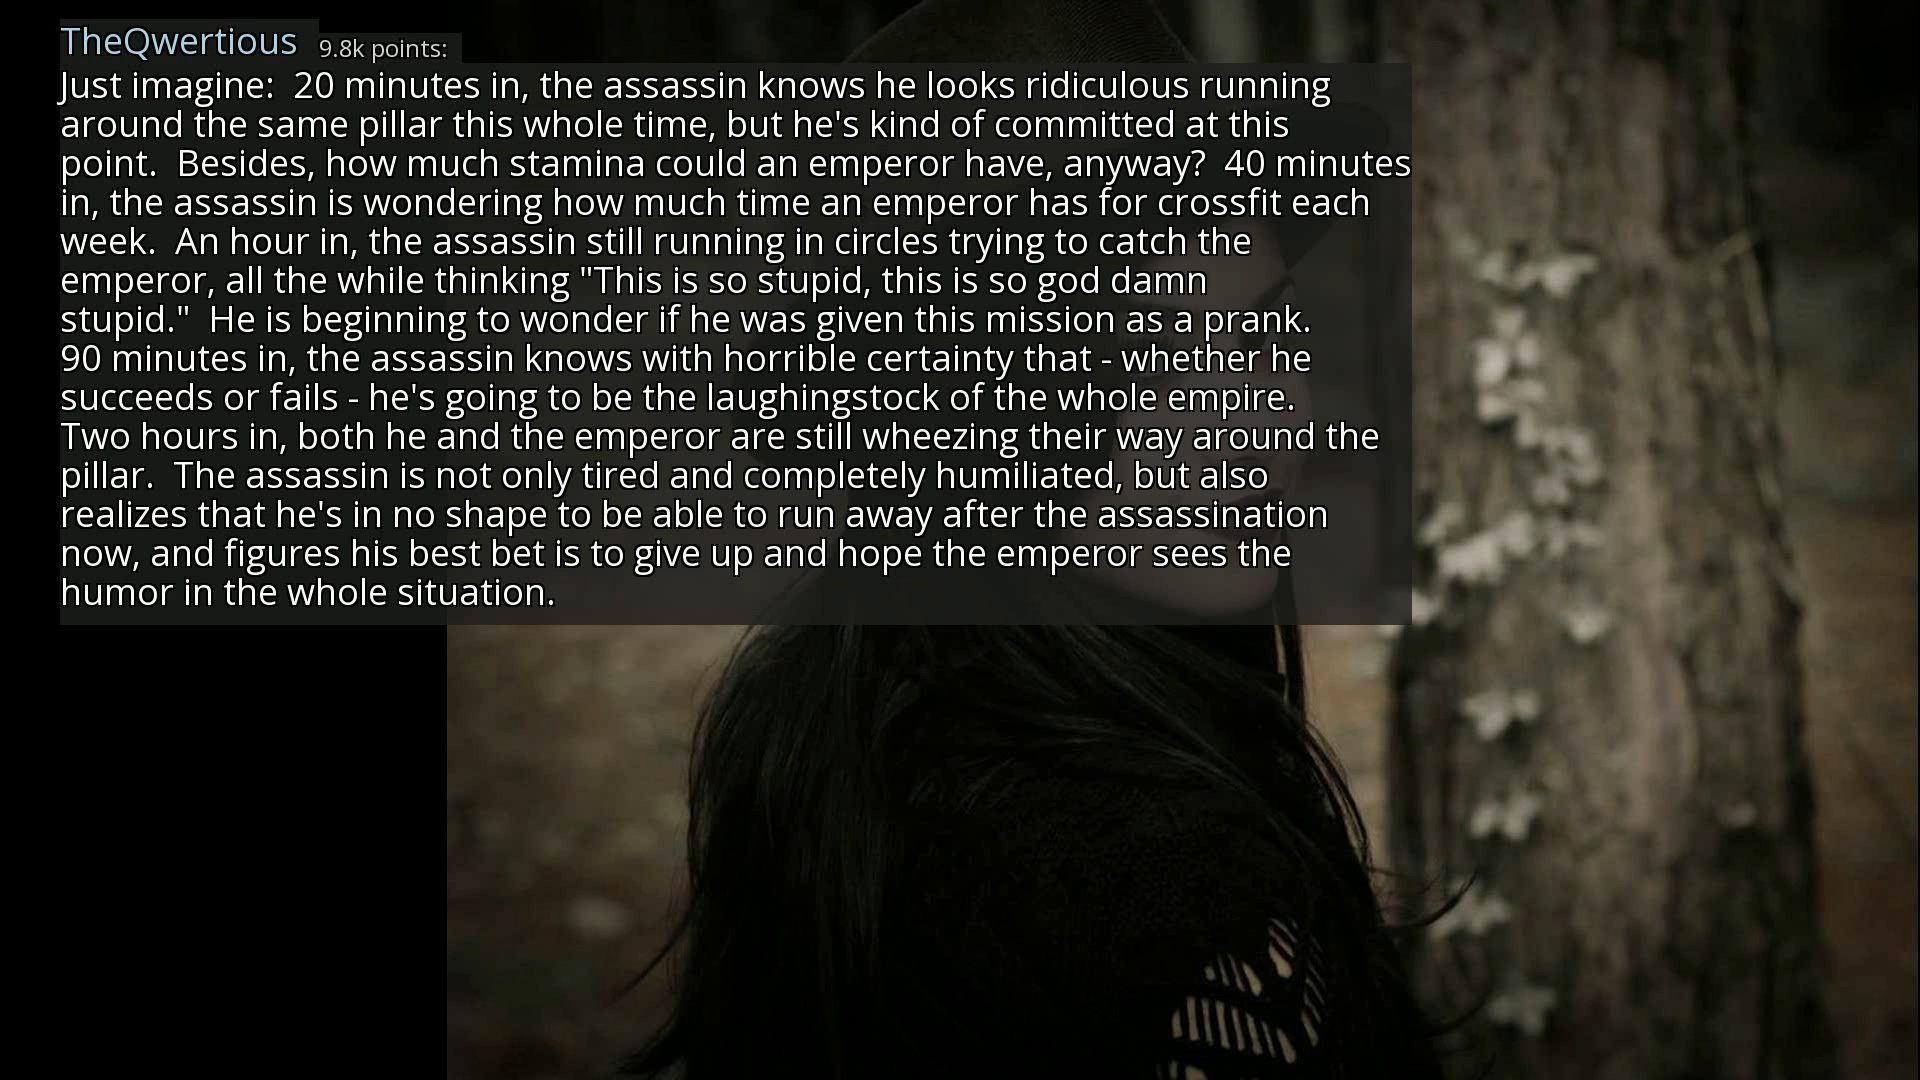 TheQwertious 9.8k points:
Just imagine:  20 minutes in, the assassin knows he looks ridiculous running
around the same pillar this whole time, but he's kind of committed at this
point.  Besides, how much stamina could an emperor have, anyway?  40 minutes
in, the assassin is wondering how much time an emperor has for crossfit each
week.  An hour in, the assassin still running in circles trying to catch the
emperor, all the while thinking "This is so stupid, this is so god damn
stupid."  He is beginning to wonder if he was given this mission as a prank.
90 minutes in, the assassin knows with horrible certainty that - whether he
succeeds or fails - he's going to be the laughingstock of the whole empire.
Two hours in, both he and the emperor are still wheezing their way around the
pillar.  The assassin is not only tired and completely humiliated, but also
realizes that he's in no shape to be able to run away after the assassination
now, and figures his best bet is to give up and hope the emperor sees the
humor in the whole situation.